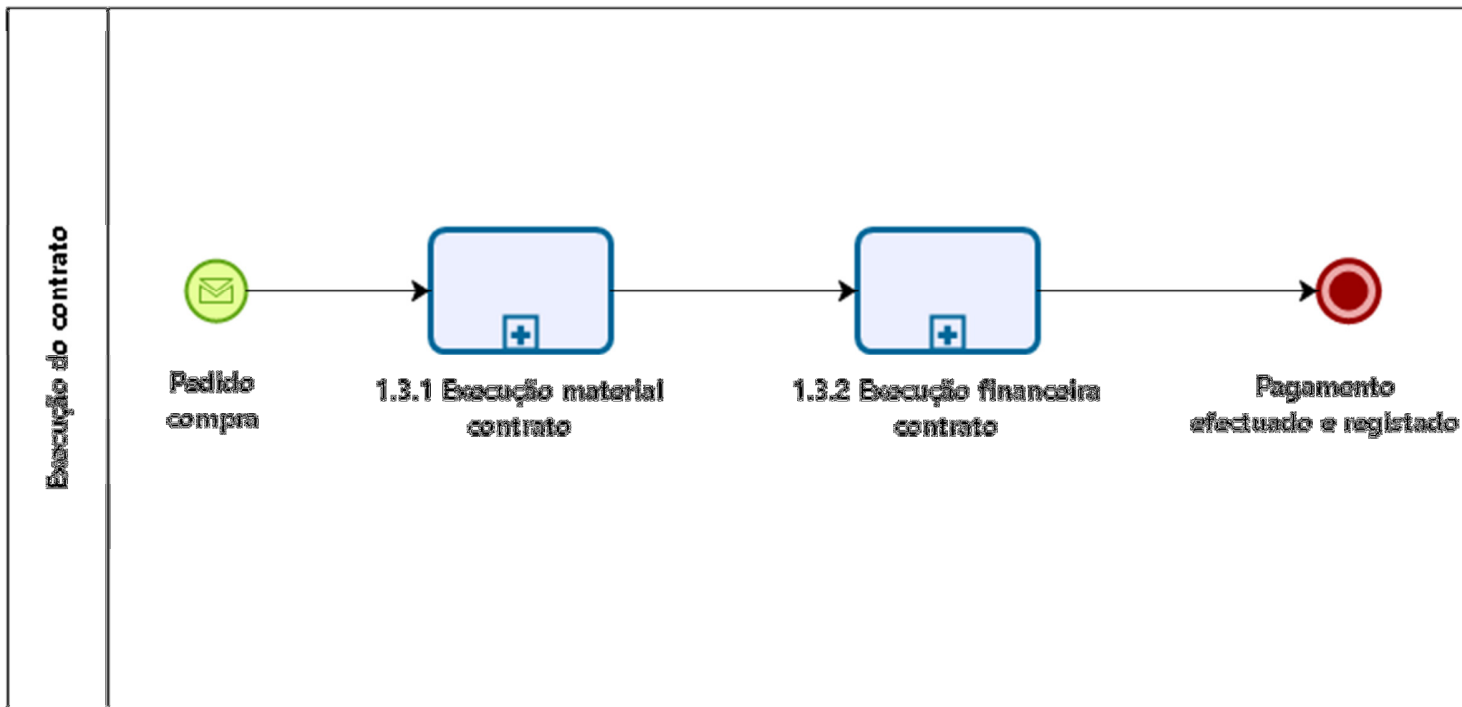 Execução do contrato
Pedido
compra
1.3.1 Execução material
contrato
1.3.2 Execução financeira
contrato
Pagamento
efectuado e registado